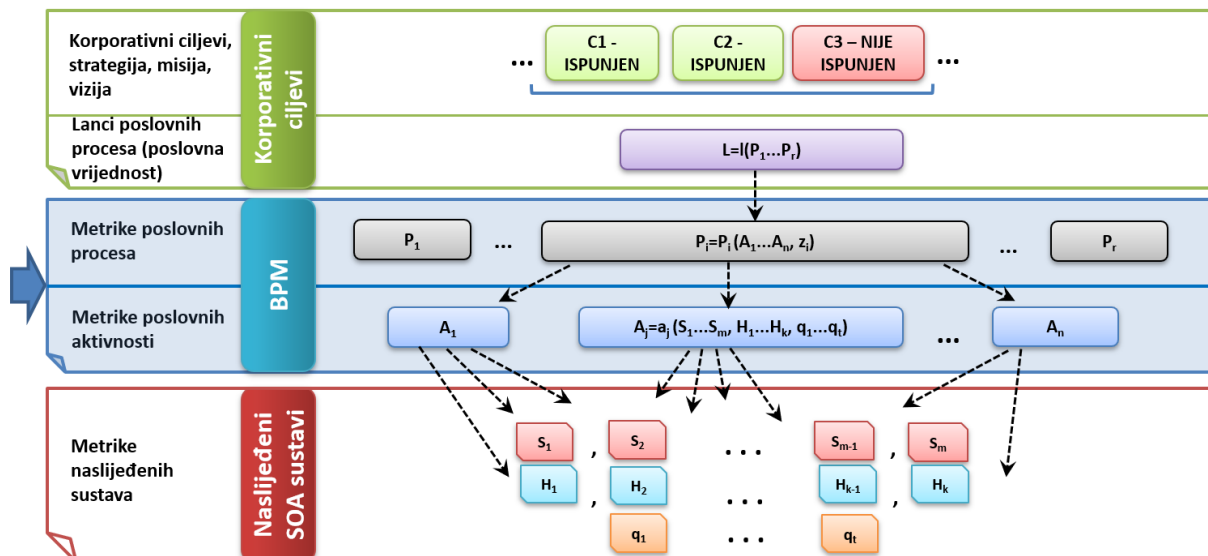 Korporativni ciljevi,
strategija, misija,
vizija
Lanci poslovnih
procesa (poslovna
vrijednost)
Korporativni
ciljevi
...
C1 -
ISPUNJEN
C2 -
ISPUNJEN
C3 – NIJE
ISPUNJEN
...
L=l(P1...Pr)
Metrike poslovnih
procesa
Metrike poslovnih
aktivnosti
BPM
P1
...
Pi=Pi (A1...An, zi)
...
Pr
A1
Aj=aj (S1...Sm, H1...Hk, q1...qt)
...
An
Metrike
naslijeđenih
sustava
Naslijeđeni
SOA sustavi
S1 , S2 ... Sm-1 , Sm
H1 , H2 ... Hk-1 , Hk
q1 ... qt